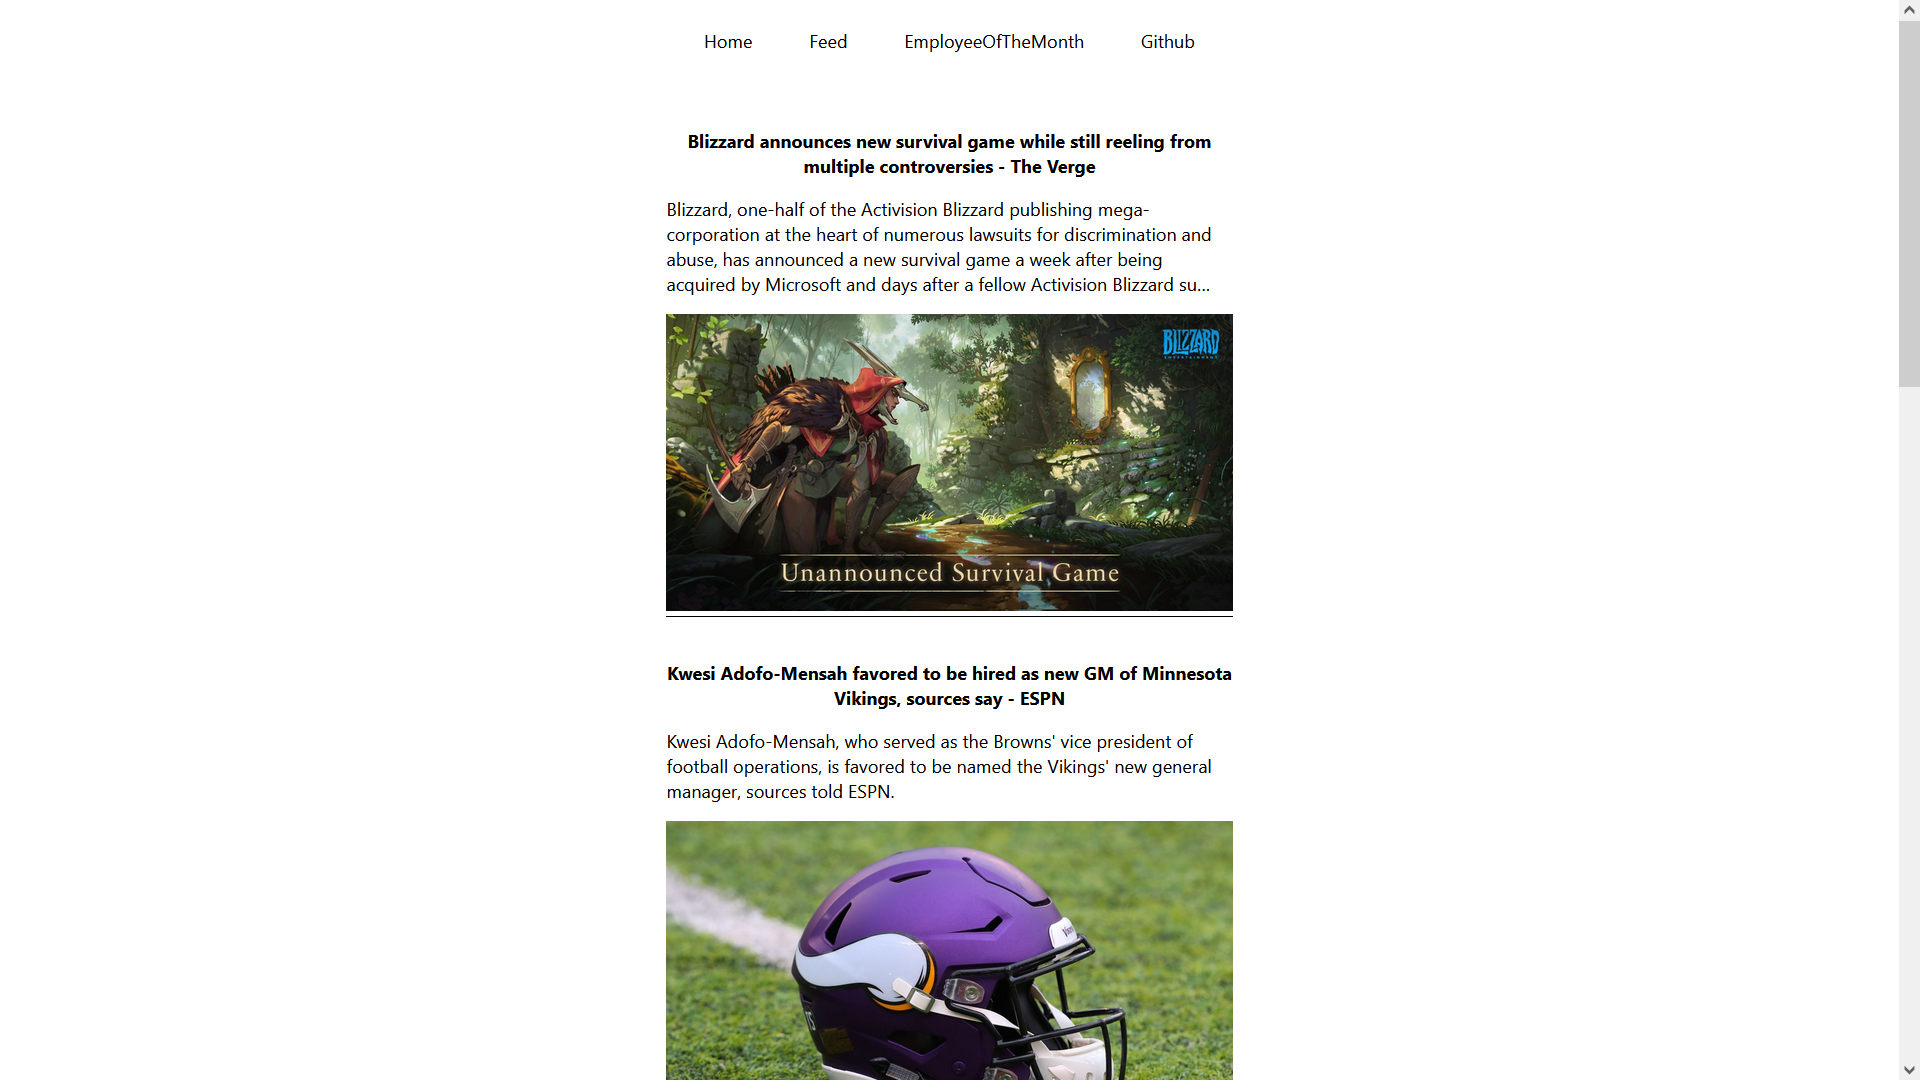 Home Feed EmployeeOfTheMonth Github
Blizzard announces new survival game while still reeling from
multiple controversies - The Verge
Blizzard, one-half of the Activision Blizzard publishing mega-
corporation at the heart of numerous lawsuits for discrimination and
abuse, has announced a new survival game a week after being
acquired by Microsoft and days after a fellow Activision Blizzard su...
BLIZZARD
ENTERTAINMENT
Unannounced Survival Game
Kwesi Adofo-Mensah favored to be hired as new GM of Minnesota
Vikings, sources say - ESPN
Kwesi Adofo-Mensah, who served as the Browns' vice president of
football operations, is favored to be named the Vikings' new general
manager, sources told ESPN.